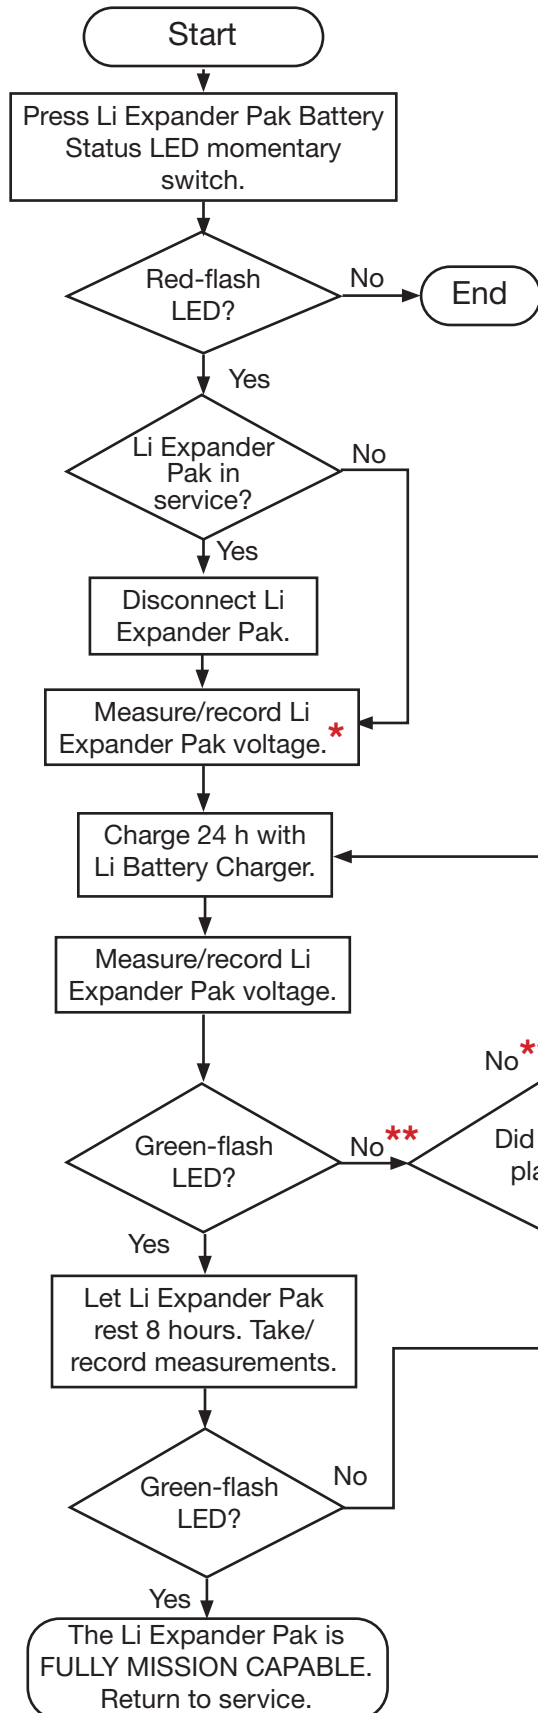 Start
Press Li Expander Pak Battery
Status LED momentary
switch.
Red-flash
LED?
No
End
Yes
Li Expander
Pak in
service?
No
Yes
Disconnect Li
Expander Pak.
Measure/record Li
Expander Pak voltage.*
Charge 24 h with
Li Battery Charger.
Measure/record Li
Expander Pak voltage.
No*
Green-flash
LED?
No**
Did
Yes
Let Li Expander Pak
rest 8 hours. Take/
record measurements.
Green-flash
LED?
No
Yes
The Li Expander Pak is
FULLY MISSION CAPABLE.
Return to service.